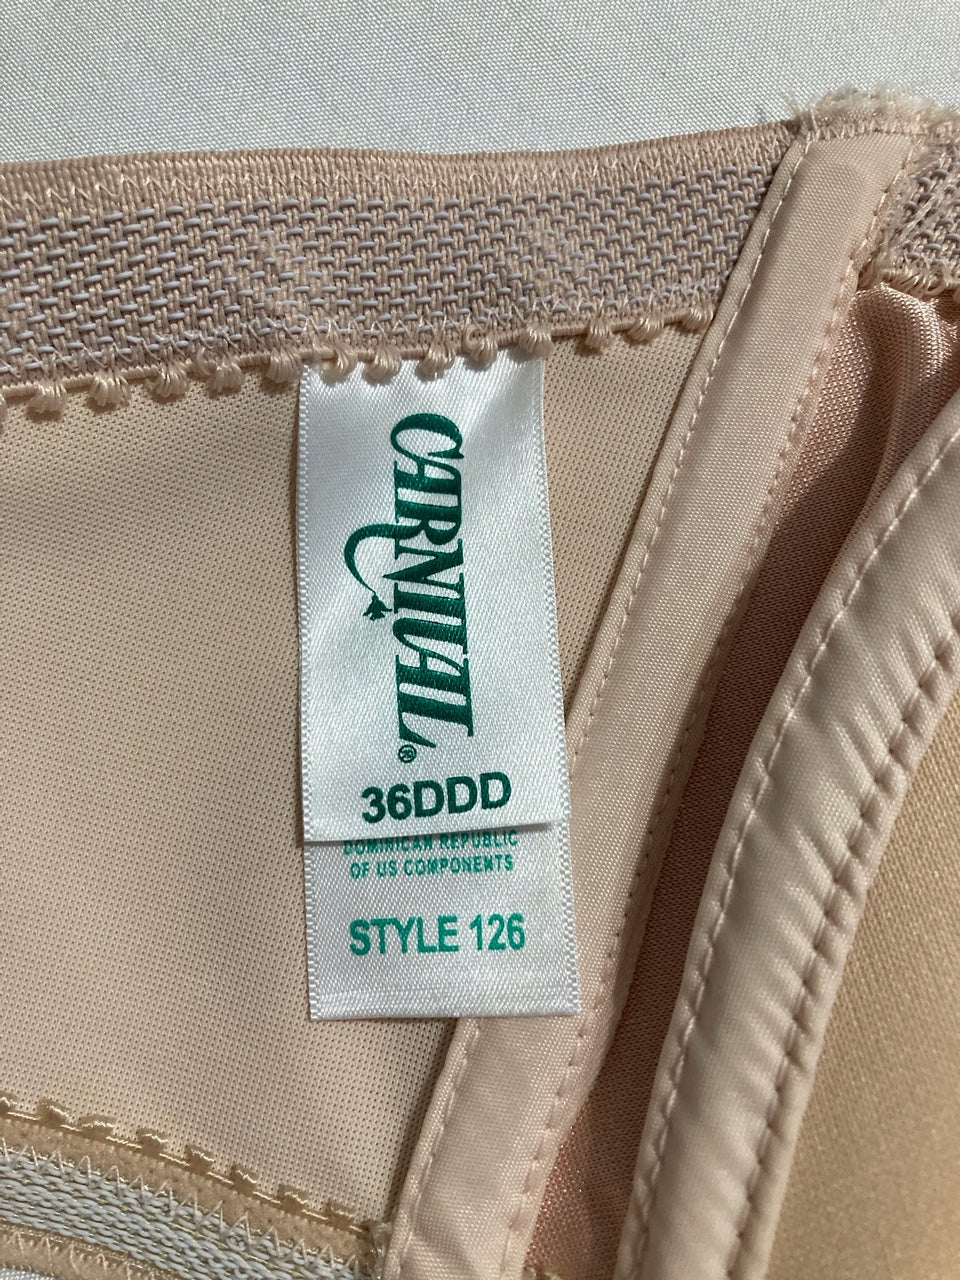 CARNIVAL®
36DDD
DOMINICAN REPUBLIC
OF US COMPONENTS
STYLE 126